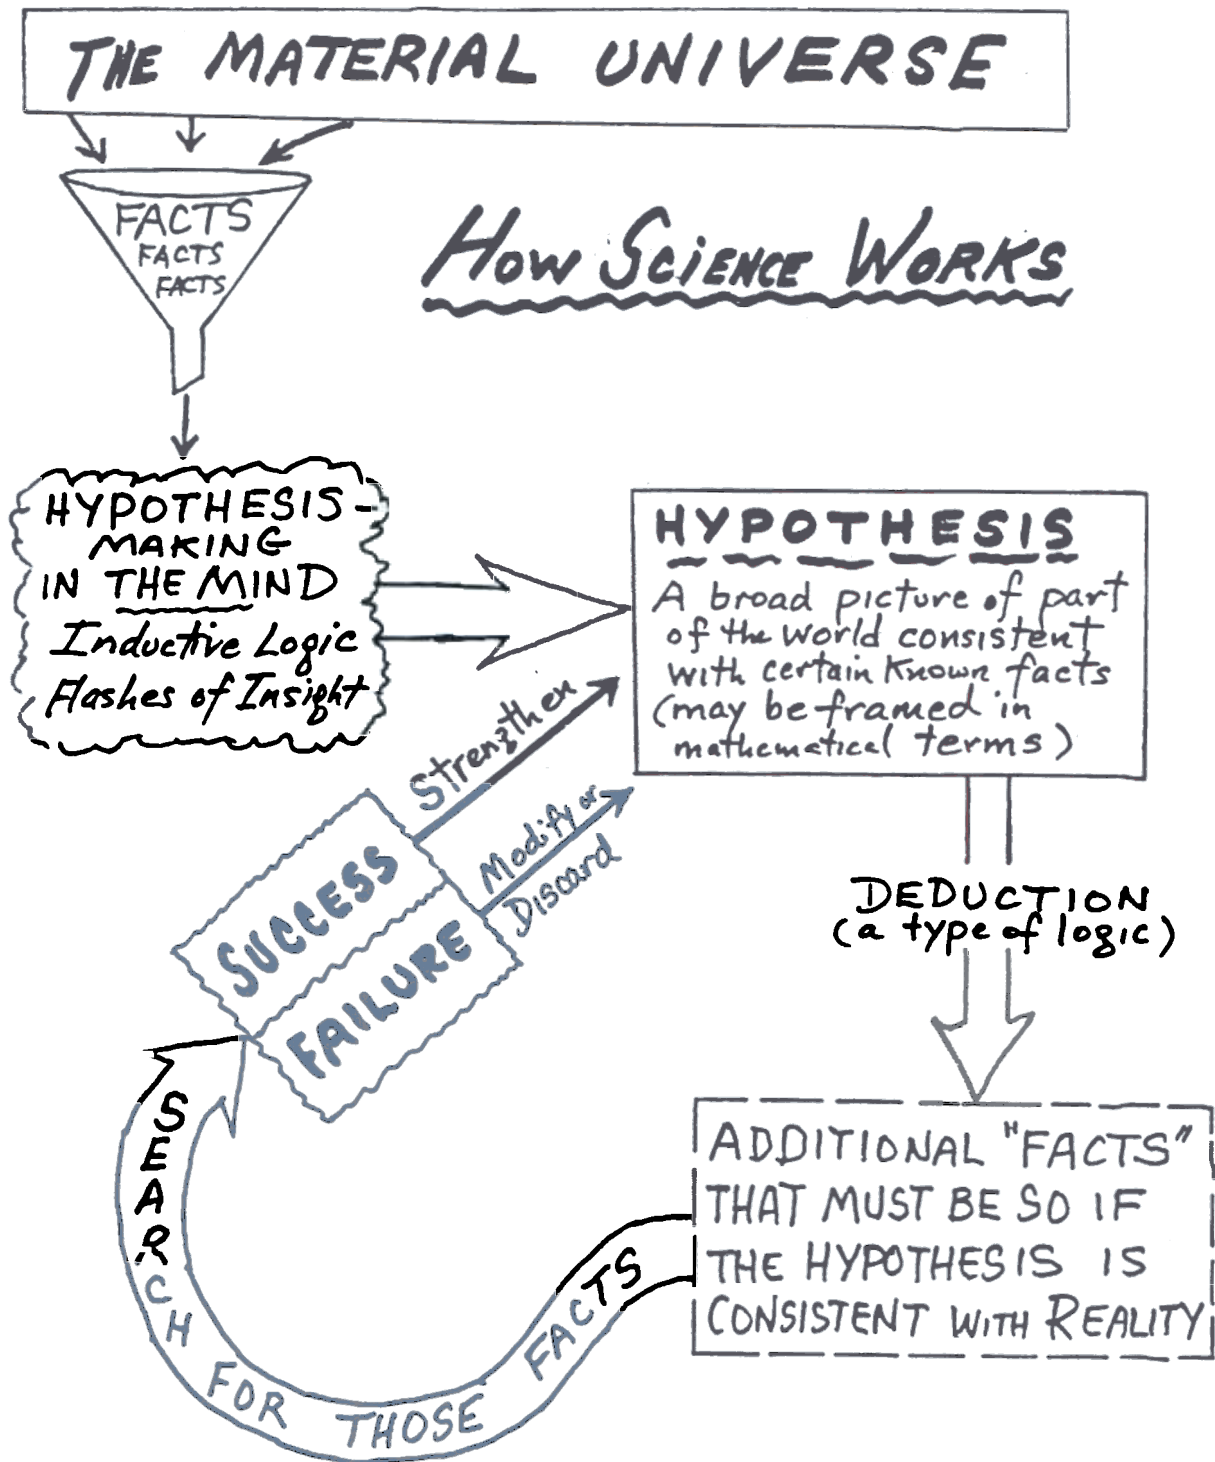 THE MATERIAL UNIVERSE
FACTS
FACTS
FACTS
How Science Works
HYPOTHESIS-
MAKING
IN THE MIND
Inductive Logic
Flashes of Insight
HYPOTHESIS
A broad picture of part
of the world consistent
with certain known facts
(may be framed in
mathematical terms)
Strengthen
Modify or
Discard
SUCCESS
FAILURE
DEDUCTION
(a type of logic)
ADDITIONAL "FACTS"
THAT MUST BE SO IF
THE HYPOTHESIS IS
CONSISTENT WITH REALITY
SEARCH FOR THOSE FACTS